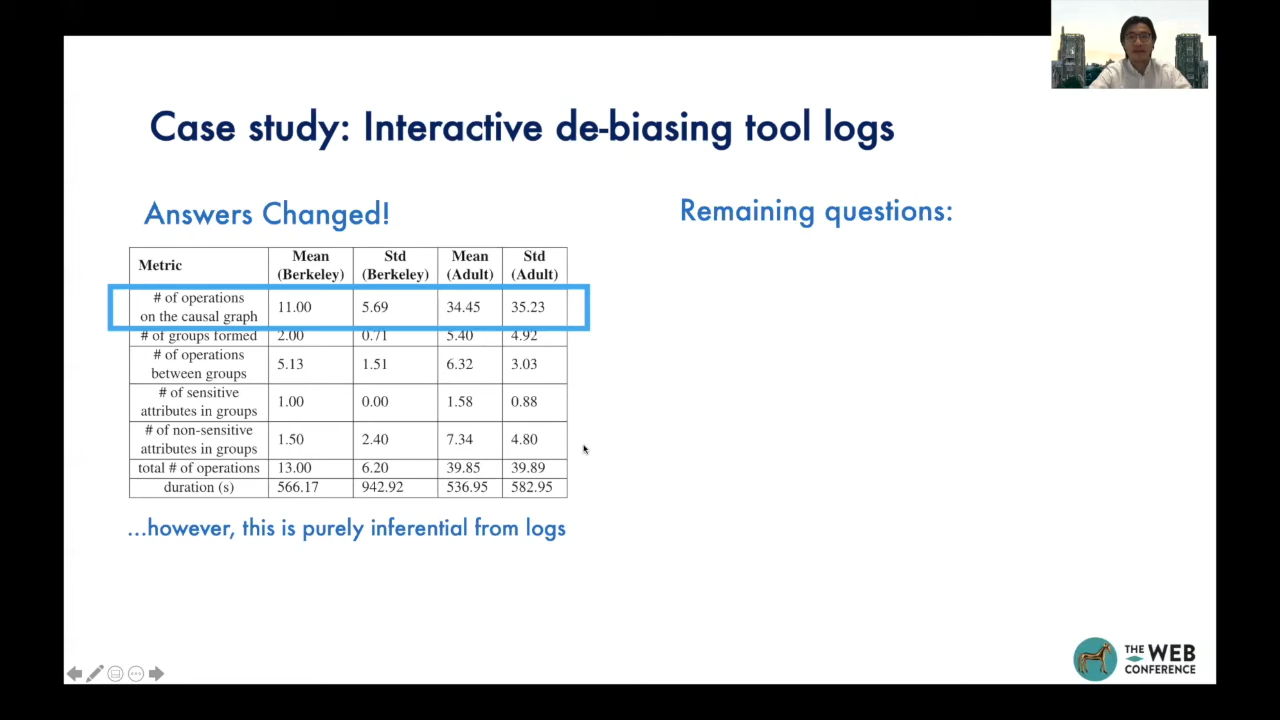 Case study: Interactive de-biasing tool logs
Answers Changed!
Metric Mean (Berkeley) Std (Berkeley) Mean (Adult) Std (Adult)
# of operations on the causal graph 11.00 5.69 34.45 35.23
# of groups formed 2.00 0.71 5.40 4.92
# of operations between groups 5.13 1.51 6.32 3.03
# of sensitive attributes in groups 1.00 0.00 1.58 0.88
# of non-sensitive attributes in groups 1.50 2.40 7.34 4.80
total # of operations 13.00 6.20 39.85 39.89
duration (s) 566.17 942.92 536.95 582.95
...however, this is purely inferential from logs
Remaining questions:
THE WEB
CONFERENCE